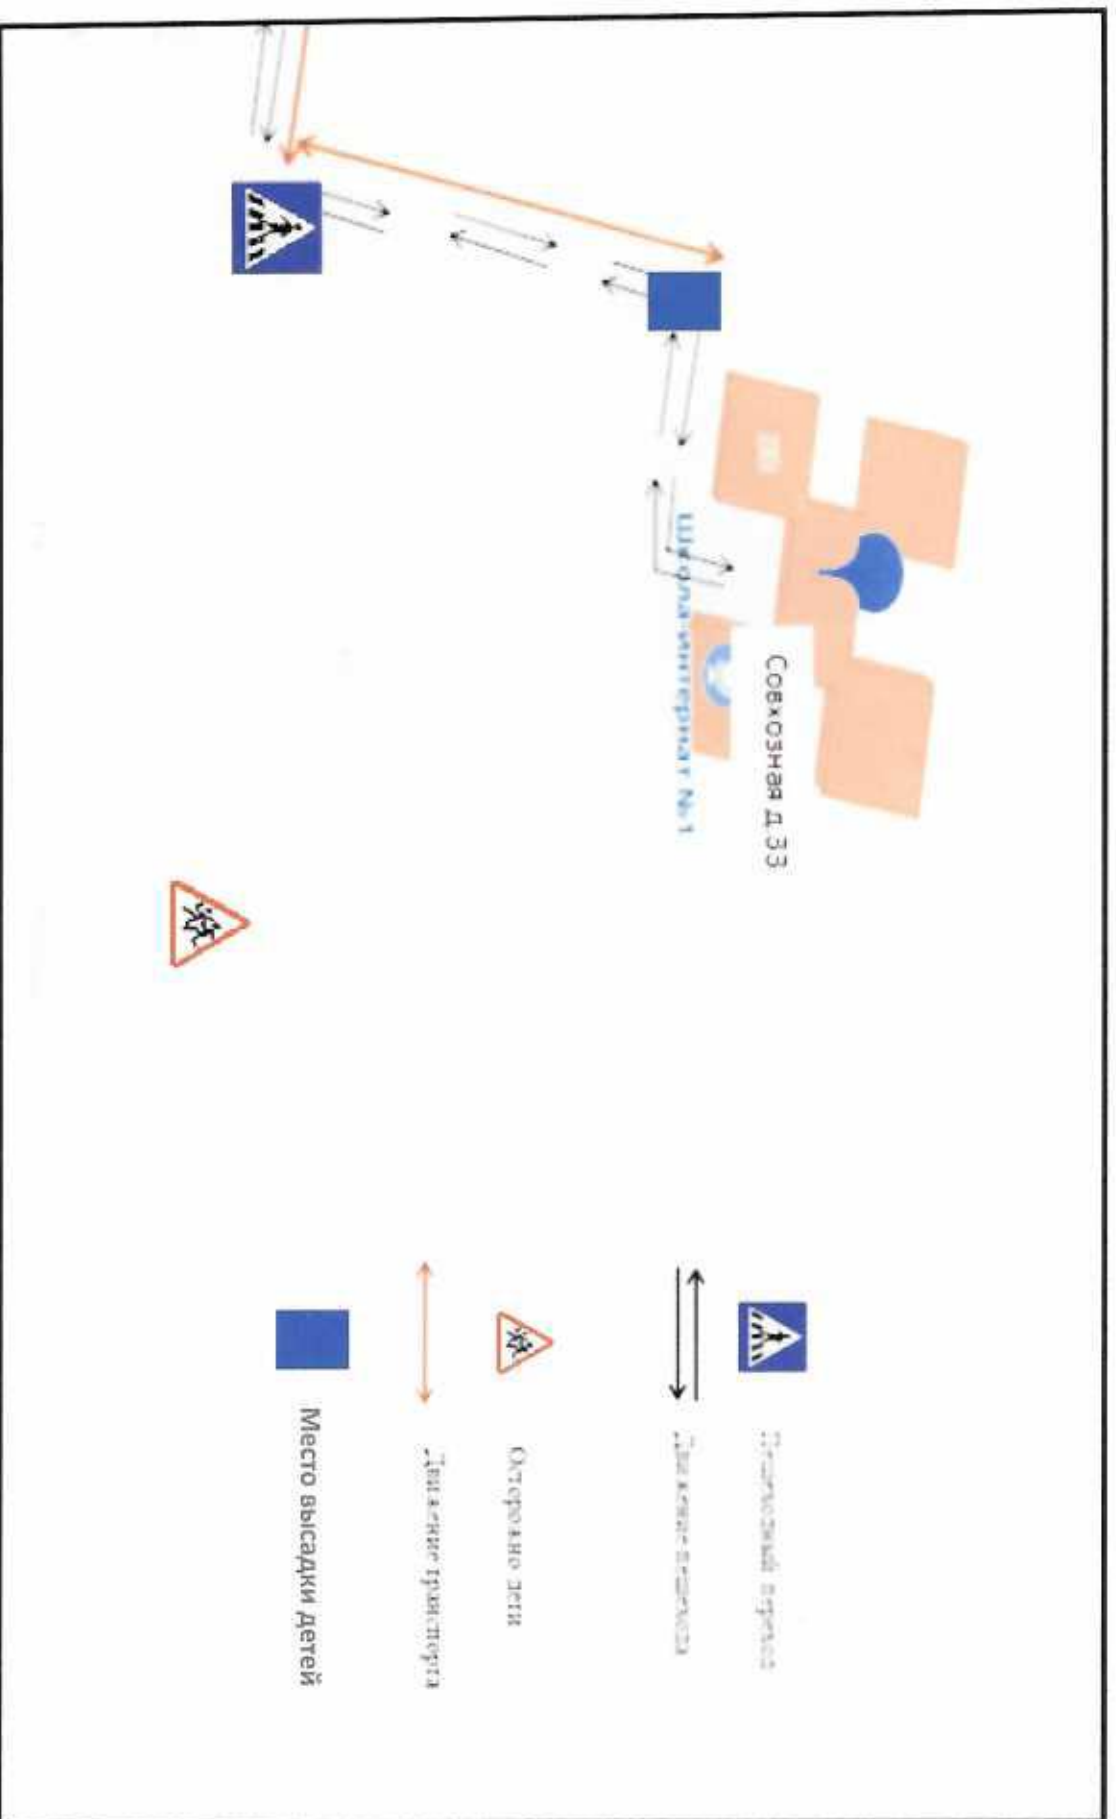 Совхозная д.33
Школа-интернат №1
Пешеходный переход
Движение пешехода
Осторожно дети
Движение транспорта
Место высадки детей